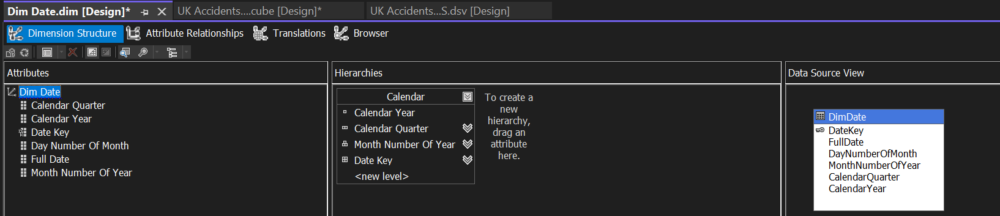 Dim Date.dim [Design]*
UK Accidents....cube [Design]*
UK Accidents...S.dsv [Design]
Dimension Structure
Attribute Relationships
Translations
Browser
Attributes
Dim Date
Calendar Quarter
Calendar Year
Date Key
Day Number Of Month
Full Date
Month Number Of Year
Hierarchies
Calendar
Calendar Year
Calendar Quarter
Month Number Of Year
Date Key
<new level>
To create a
new
hierarchy,
drag an
attribute
here.
Data Source View
DimDate
DateKey
FullDate
DayNumberOfMonth
MonthNumberOfYear
CalendarQuarter
CalendarYear